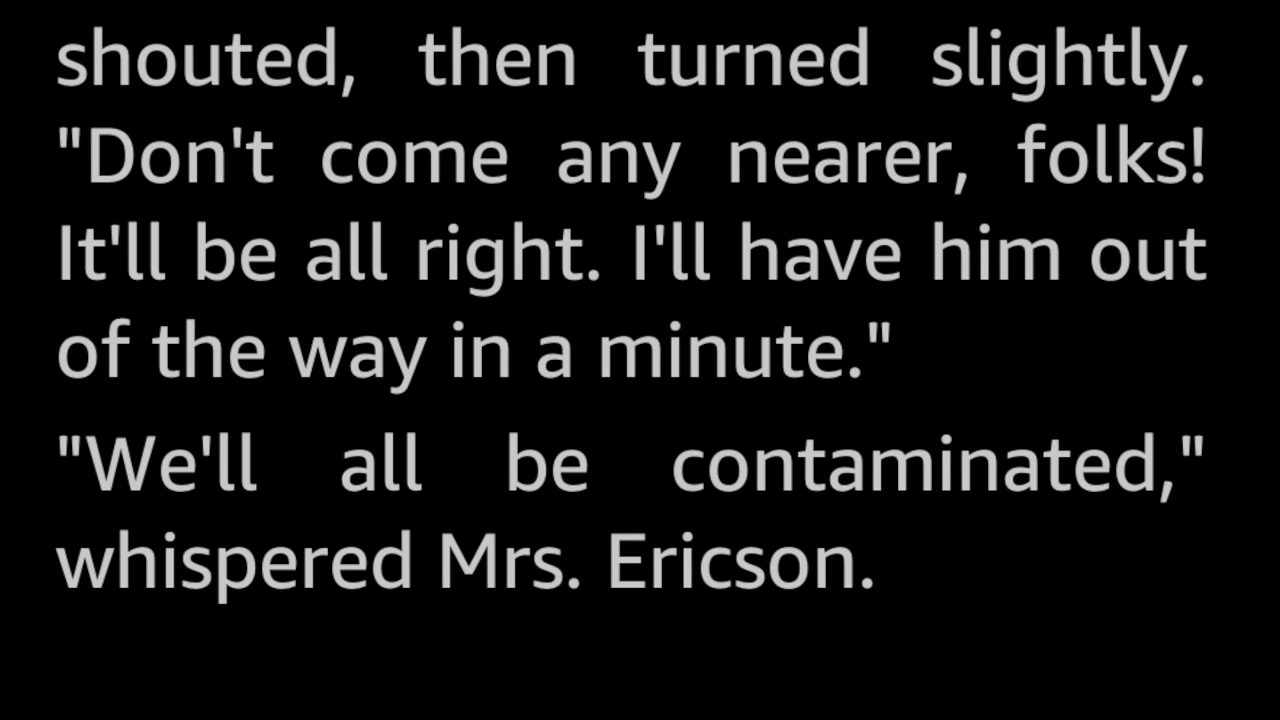 shouted, then turned slightly.
"Don't come any nearer, folks!
It'll be all right. I'll have him out
of the way in a minute."
"We'll all be contaminated,"
whispered Mrs. Ericson.